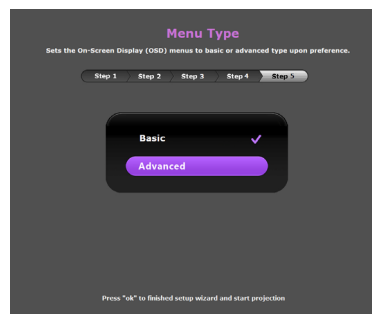 Menu Type
Sets the On-Screen Display (OSD) menus to basic or advanced type upon preference.
Step 1 Step 2 Step 3 Step 4 Step 5
Basic
Advanced
Press "ok" to finished setup wizard and start projection